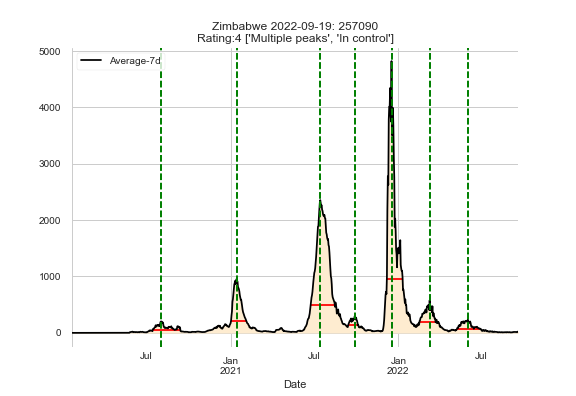 Zimbabwe 2022-09-19: 257090
Rating:4 ['Multiple peaks', 'In control']
Average-7d
5000
4000
3000
2000
1000
0
Jul
Jan
2021
Jul
Jan
2022
Jul
Date